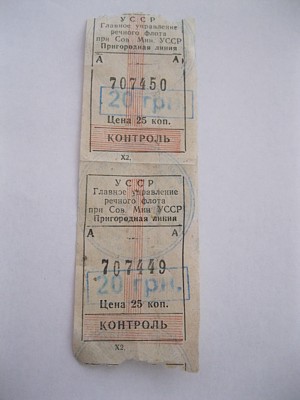 УССР
Главное управление
речного флота
при Сов Мин УССР
Пригородная линия
А А
707450
20 грн.
Цена 25 коп.
КОНТРОЛЬ
Х2.
УССР
Главное управление
речного флота
при Сов Мин УССР
Пригородная линия
А А
707449
20 грн.
Цена 25 коп.
КОНТРОЛЬ
Х2.